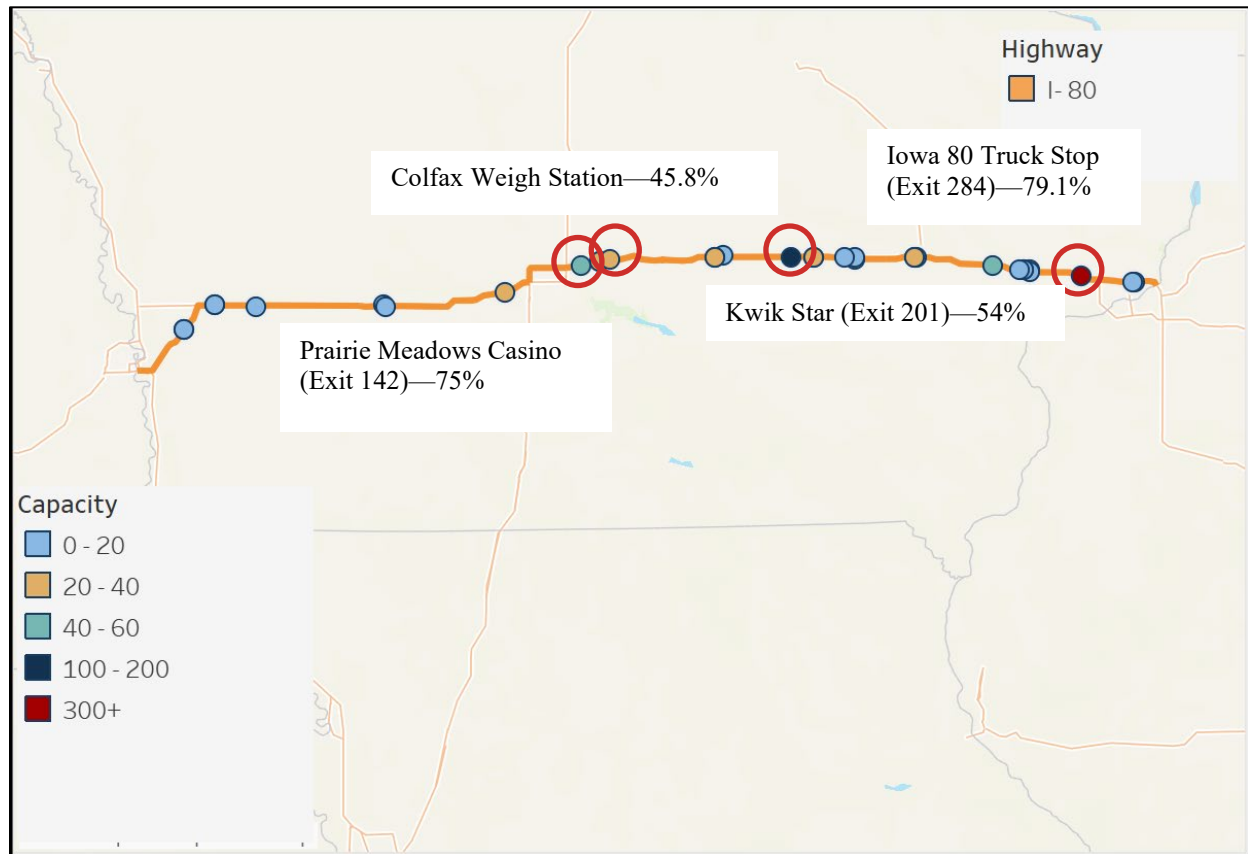 Highway
I- 80
Iowa 80 Truck Stop
(Exit 284)—79.1%
Colfax Weigh Station—45.8%
Kwik Star (Exit 201)—54%
Prairie Meadows Casino
(Exit 142)—75%
Capacity
0 - 20
20 - 40
40 - 60
100 - 200
300+